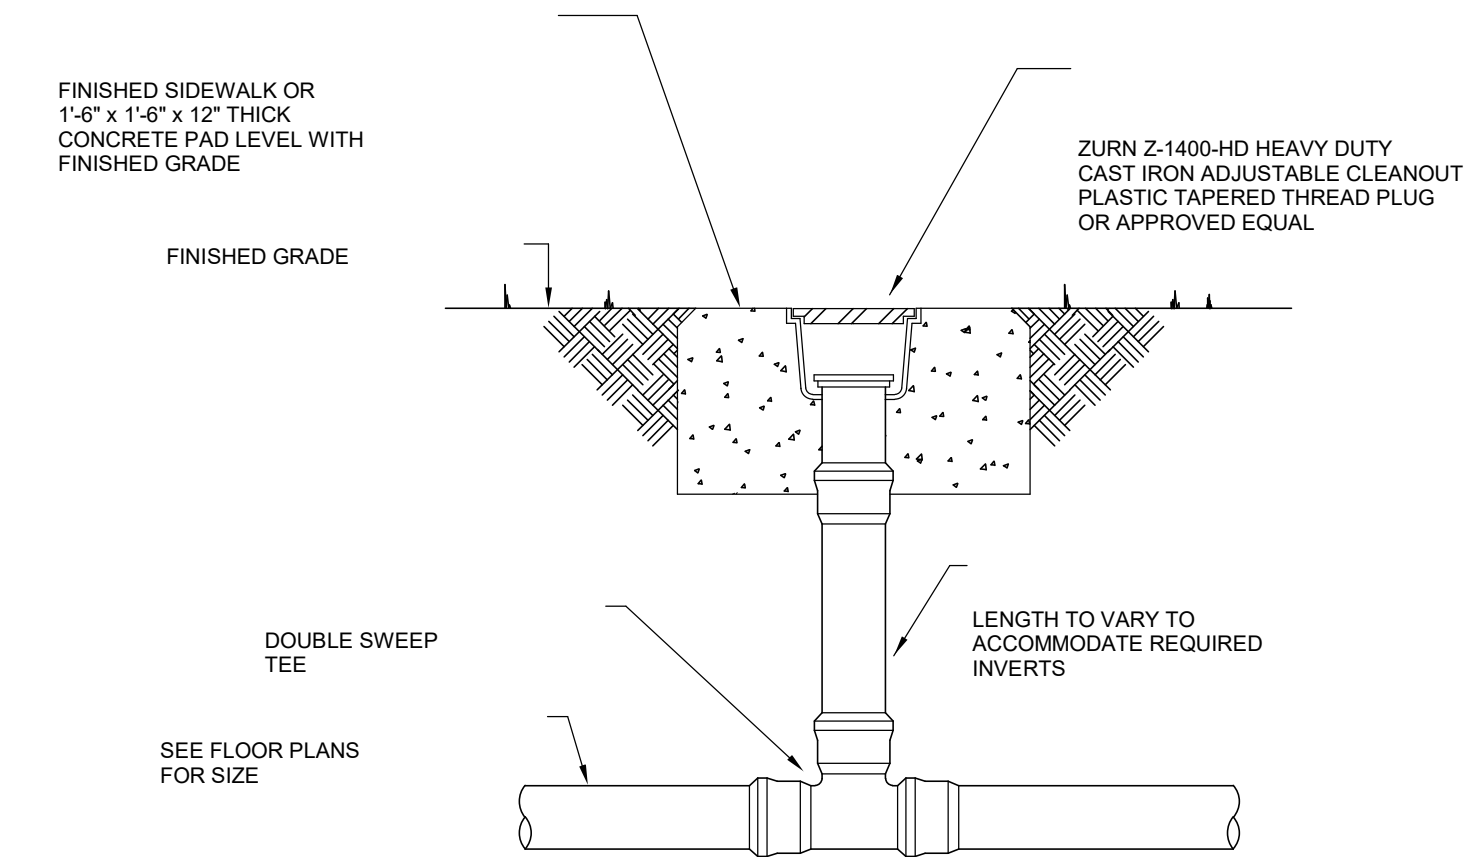 FINISHED SIDEWALK OR
1'-6" x 1'-6" x 12" THICK
CONCRETE PAD LEVEL WITH
FINISHED GRADE
ZURN Z-1400-HD HEAVY DUTY
CAST IRON ADJUSTABLE CLEANOUT
PLASTIC TAPERED THREAD PLUG
OR APPROVED EQUAL
FINISHED GRADE
DOUBLE SWEEP
TEE
LENGTH TO VARY TO
ACCOMMODATE REQUIRED
INVERTS
SEE FLOOR PLANS
FOR SIZE